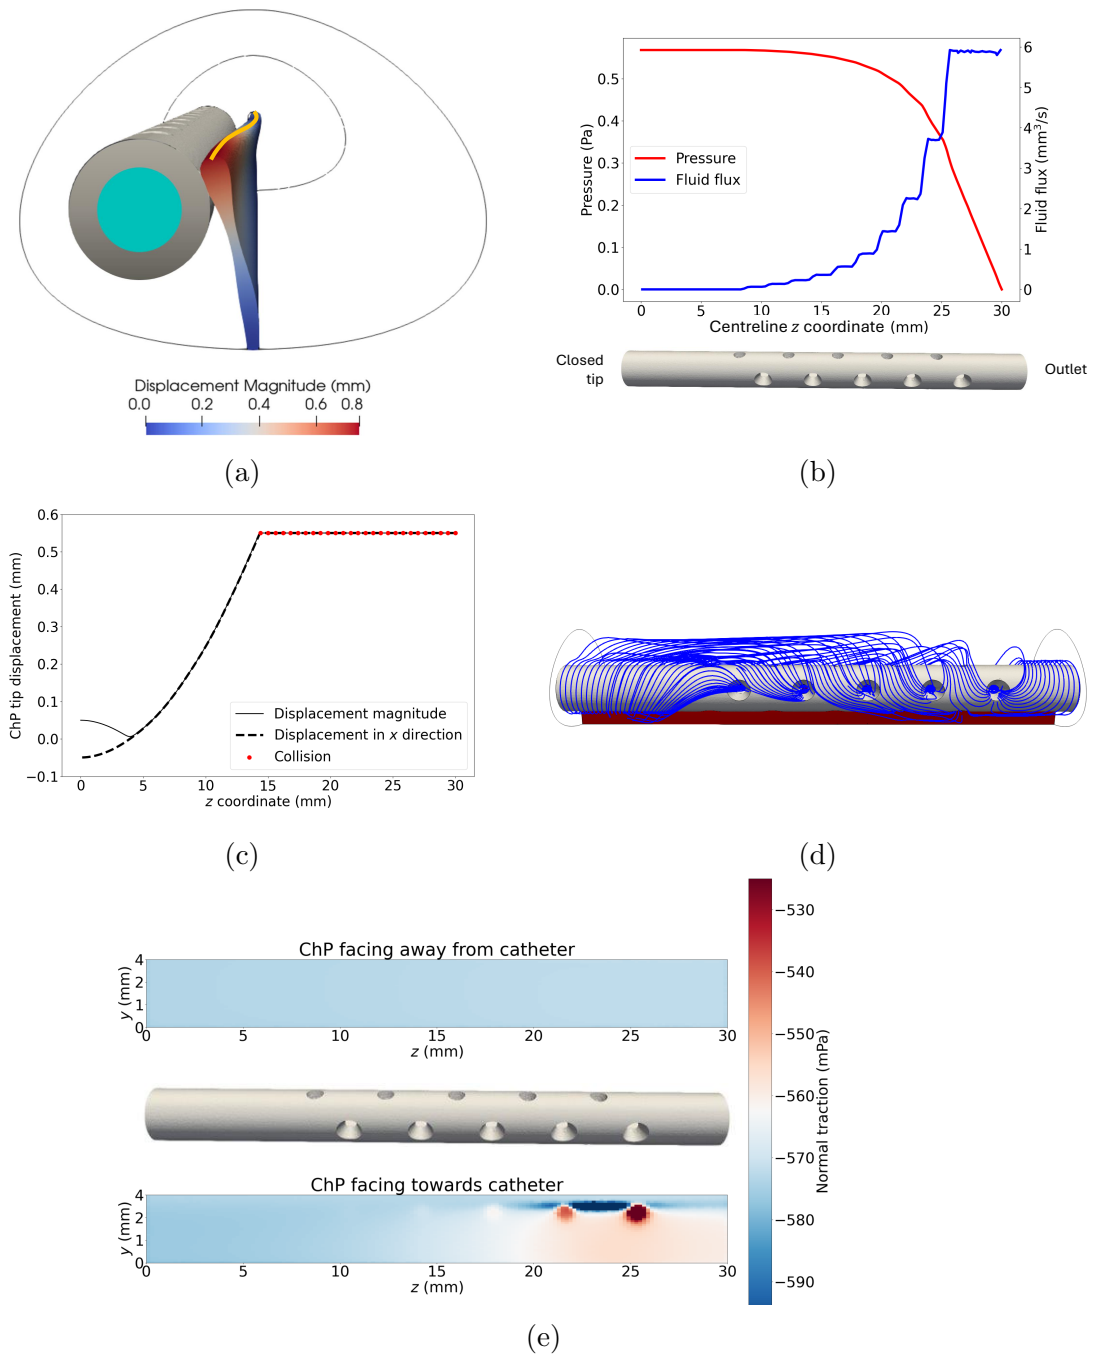 Displacement Magnitude (mm)
0.0 0.2 0.4 0.6 0.8
(a)
0.5
0.4
0.3
0.2
0.1
0.0
Pressure (Pa)
Pressure
Fluid flux
6
5
4
3
2
1
0
Fluid flux (mm³/s)
0 5 10 15 20 25 30
Centreline z coordinate (mm)
Closed
tip
Outlet
(b)
0.6
0.5
0.4
0.3
0.2
0.1
0.0
−0.1
ChP tip displacement (mm)
Displacement magnitude
Displacement in x direction
Collision
0 5 10 15 20 25 30
z coordinate (mm)
(c)
(d)
ChP facing away from catheter
4
2
1
0
y (mm)
0 5 10 15 20 25 30
z (mm)
ChP facing towards catheter
4
2
1
0
y (mm)
0 5 10 15 20 25 30
z (mm)
−530
−540
−550
−560
−570
−580
−590
Normal traction (mPa)
(e)